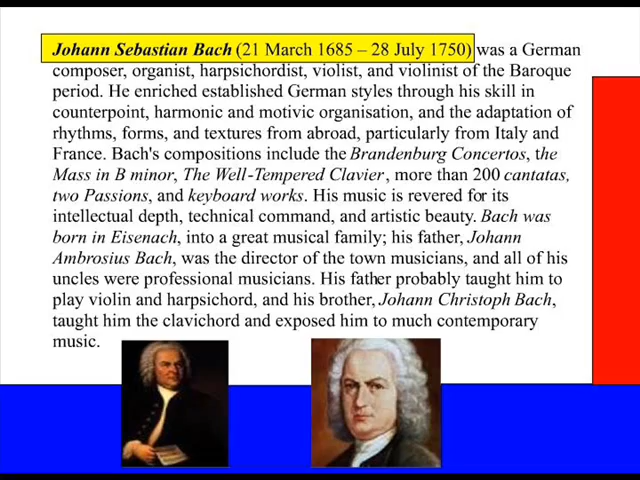 Johann Sebastian Bach (21 March 1685 – 28 July 1750) was a German
composer, organist, harpsichordist, violist, and violinist of the Baroque
period. He enriched established German styles through his skill in
counterpoint, harmonic and motivic organisation, and the adaptation of
rhythms, forms, and textures from abroad, particularly from Italy and
France. Bach's compositions include the Brandenburg Concertos, the
Mass in B minor, The Well-Tempered Clavier, more than 200 cantatas,
two Passions, and keyboard works. His music is revered for its
intellectual depth, technical command, and artistic beauty. Bach was
born in Eisenach, into a great musical family; his father, Johann
Ambrosius Bach, was the director of the town musicians, and all of his
uncles were professional musicians. His father probably taught him to
play violin and harpsichord, and his brother, Johann Christoph Bach,
taught him the clavichord and exposed him to much contemporary
music.